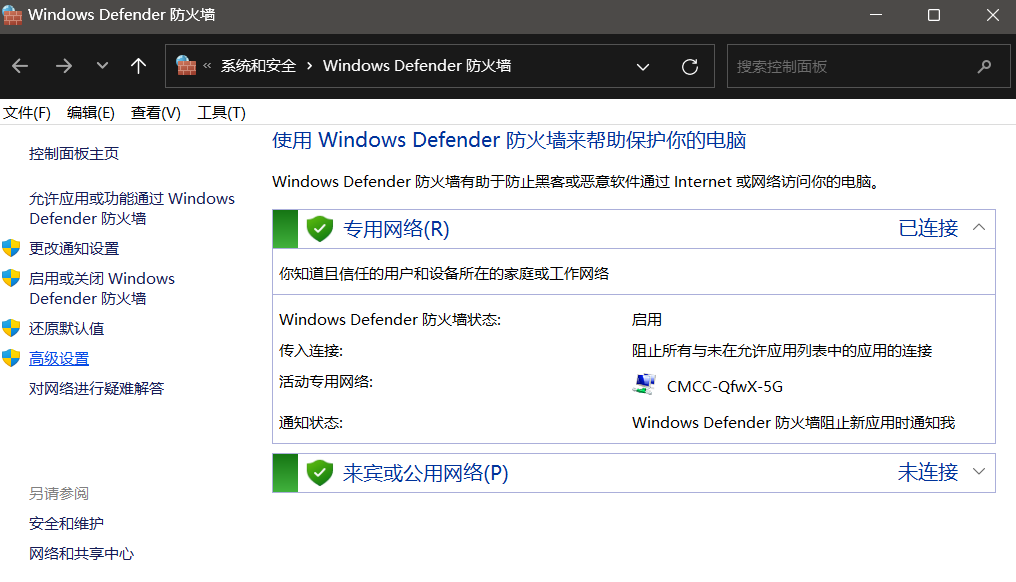 Windows Defender 防火墙
« 系统和安全 › Windows Defender 防火墙
搜索控制面板
文件(F) 编辑(E) 查看(V) 工具(T)
控制面板主页
允许应用或功能通过 Windows
Defender 防火墙
更改通知设置
启用或关闭 Windows
Defender 防火墙
还原默认值
高级设置
对网络进行疑难解答
另请参阅
安全和维护
网络和共享中心
使用 Windows Defender 防火墙来帮助保护你的电脑
Windows Defender 防火墙有助于防止黑客或恶意软件通过 Internet 或网络访问你的电脑。
专用网络(R) 已连接
你知道且信任的用户和设备所在的家庭或工作网络
Windows Defender 防火墙状态: 启用
传入连接: 阻止所有与未在允许应用列表中的应用的连接
活动专用网络: CMCC-QfwX-5G
通知状态: Windows Defender 防火墙阻止新应用时通知我
来宾或公用网络(P) 未连接